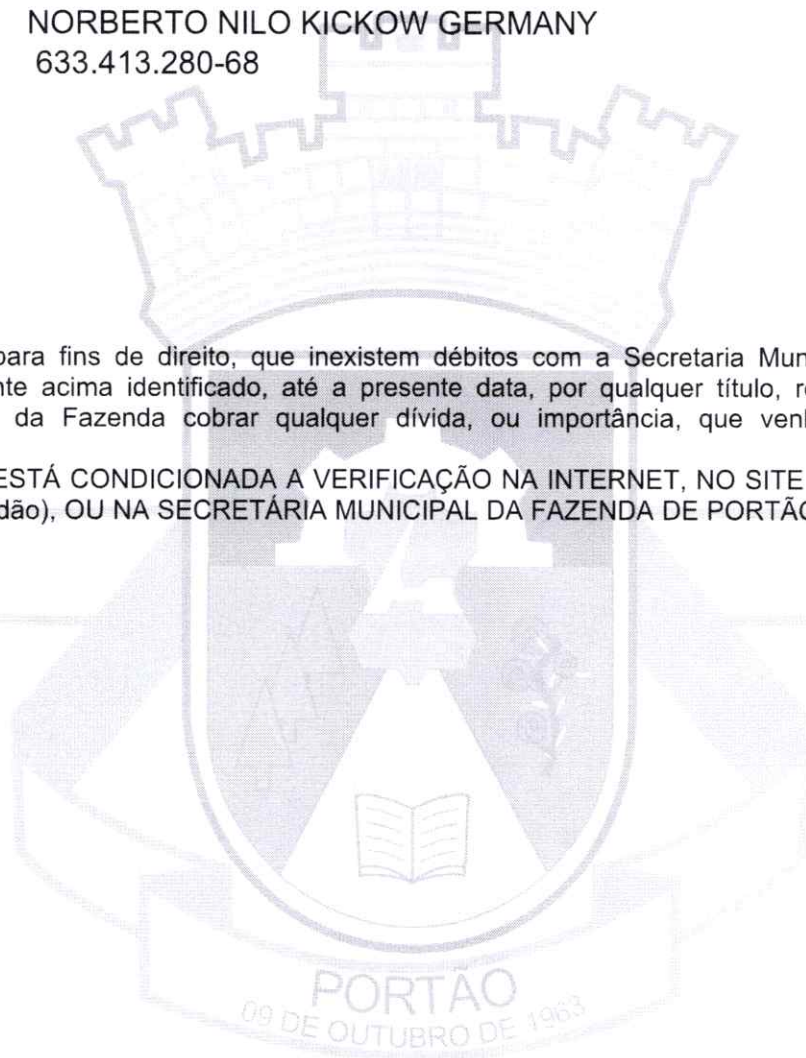 NORBERTO NILO KICKOW GERMANY
633.413.280-68
para fins de direito, que inexistem débitos com a Secretaria Mun
nte acima identificado, até a presente data, por qualquer título, r
da Fazenda cobrar qualquer dívida, ou importância, que venh
ESTÁ CONDICIONADA A VERIFICAÇÃO NA INTERNET, NO SITE
dão), OU NA SECRETÁRIA MUNICIPAL DA FAZENDA DE PORTÃO
PORTÃO
09 DE OUTUBRO DE 1963